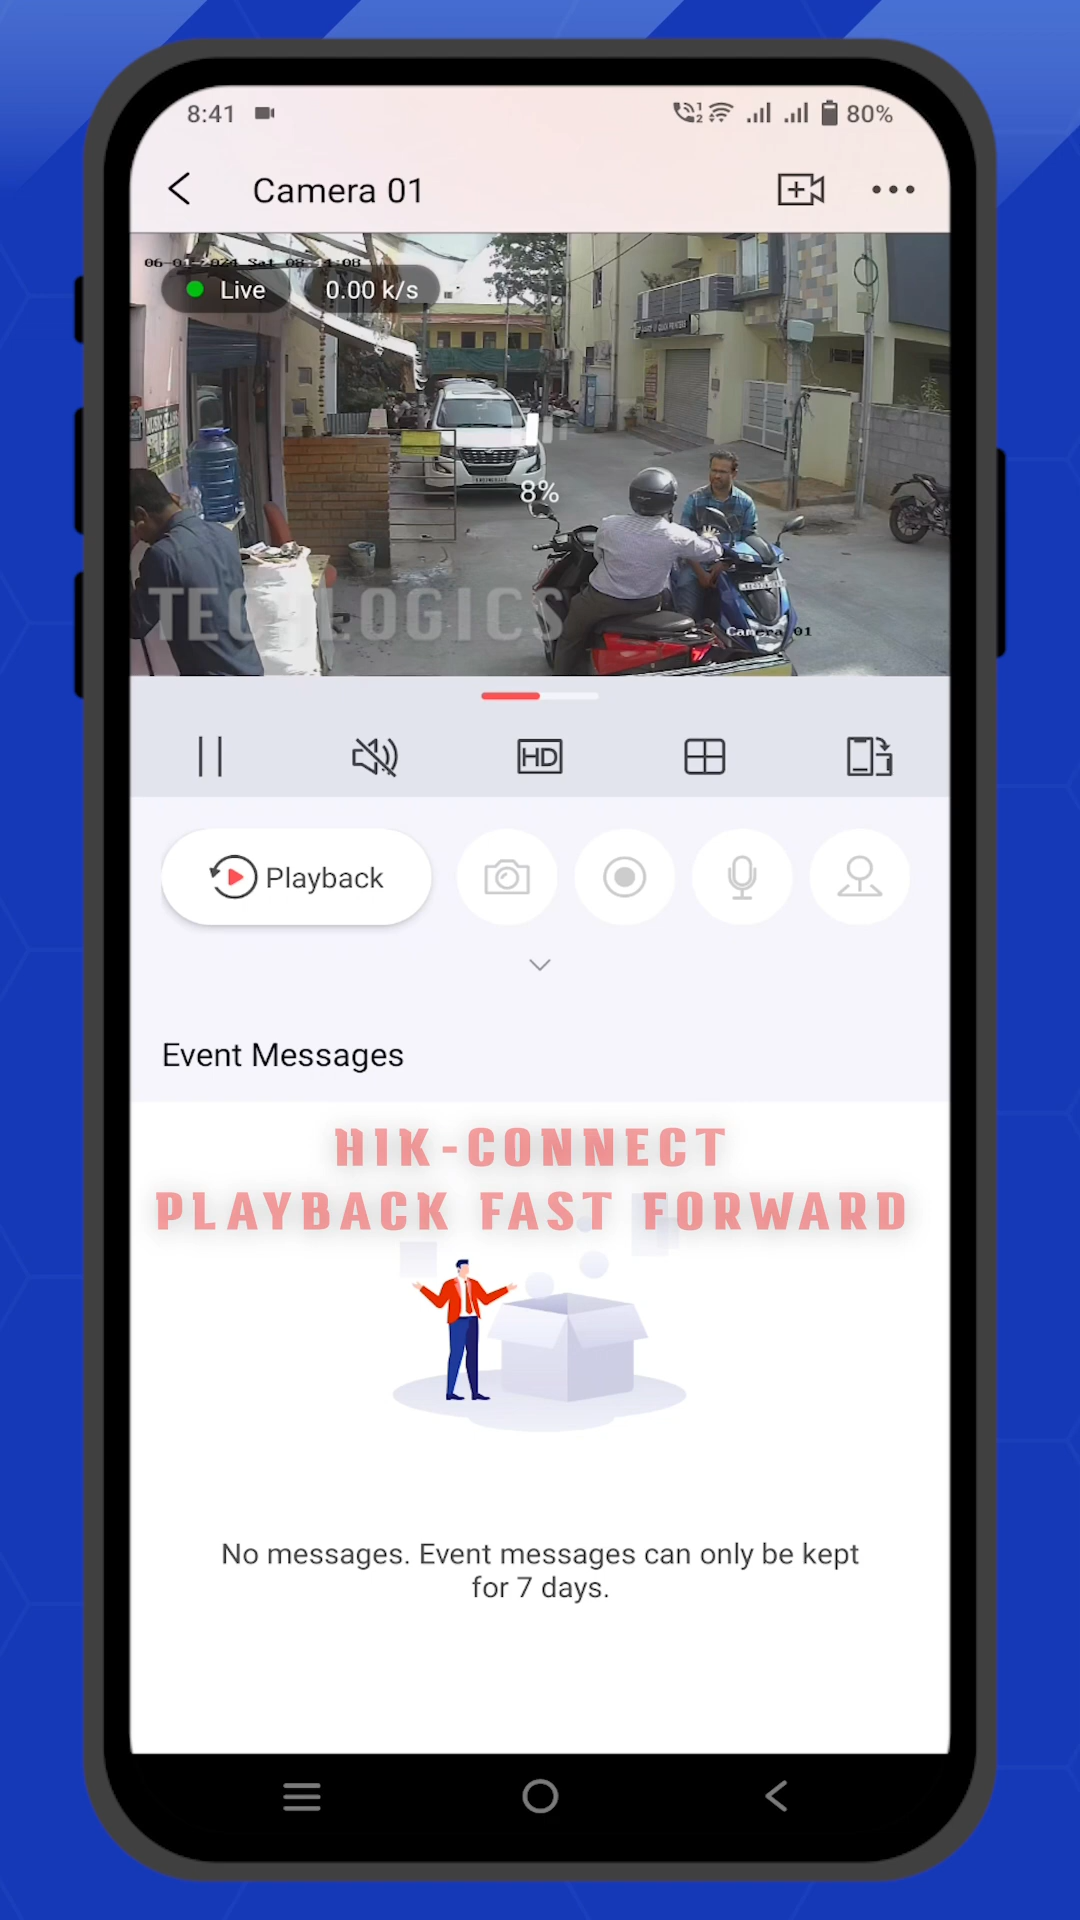 8:41
80%
Camera 01
Live
0.00 k/s
8%
TECHLOGICS
Camera 01
HD
Playback
Event Messages
HIK-CONNECT
PLAYBACK FAST FORWARD
No messages. Event messages can only be kept
for 7 days.